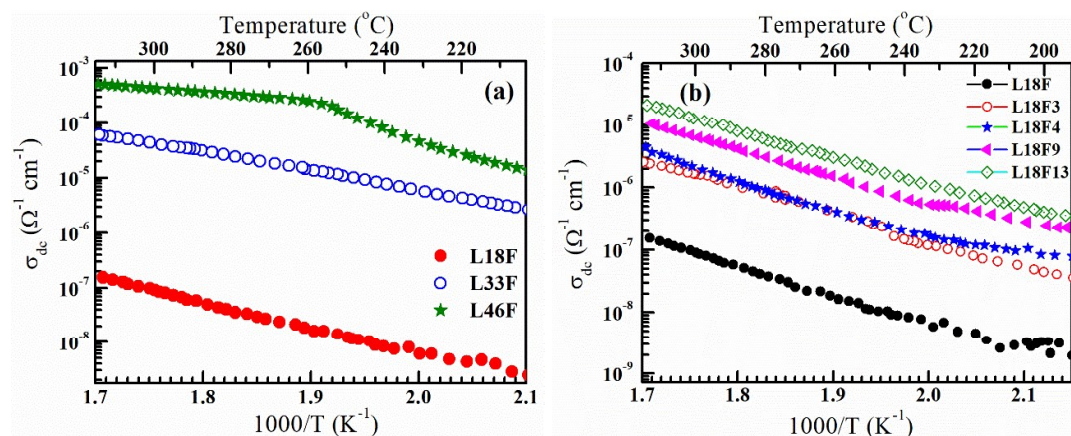 Temperature (°C)
300 280 260 240 220
10⁻³
10⁻⁴
10⁻⁵
10⁻⁶
10⁻⁷
10⁻⁸
σdc (Ω⁻¹ cm⁻¹)
(a)
L18F
L33F
L46F
1.7 1.8 1.9 2.0 2.1
1000/T (K⁻¹)
Temperature (°C)
300 280 260 240 220 200
10⁻⁴
10⁻⁵
10⁻⁶
10⁻⁷
10⁻⁸
10⁻⁹
σdc (Ω⁻¹ cm⁻¹)
(b)
L18F
L18F3
L18F4
L18F9
L18F13
1.7 1.8 1.9 2.0 2.1
1000/T (K⁻¹)